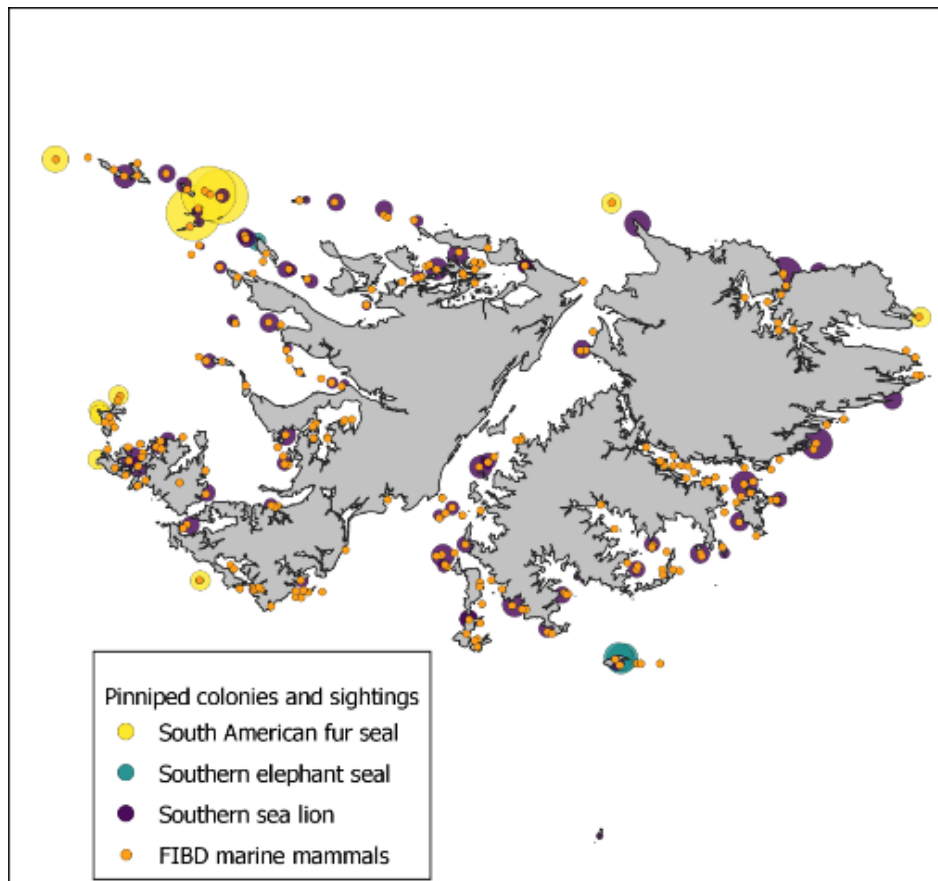 Pinniped colonies and sightings
South American fur seal
Southern elephant seal
Southern sea lion
FIBD marine mammals